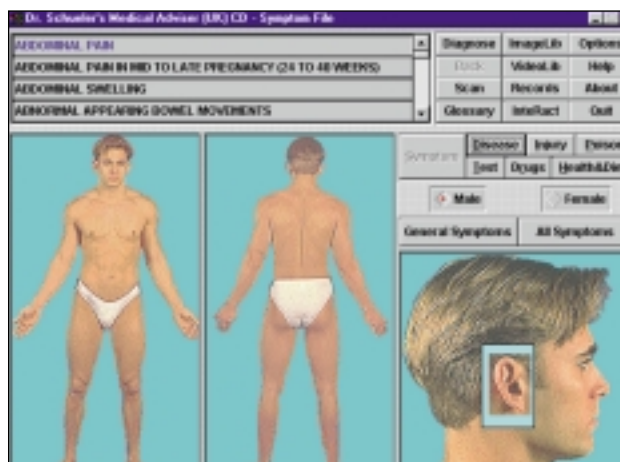 Dr. Schueler's Medical Adviser (UK) CD - Symptom File
ABDOMINAL PAIN
ABDOMINAL PAIN IN MID TO LATE PREGNANCY (24 TO 40 WEEKS)
ABDOMINAL SWELLING
ABNORMAL APPEARING BOWEL MOVEMENTS
Diagnose ImageLib Options
Back VideoLib Help
Scan Records About
Glossary InteRact Quit
Symptom Disease Injury Poison
Test Drugs Health&Die
Male Female
General Symptoms All Symptoms